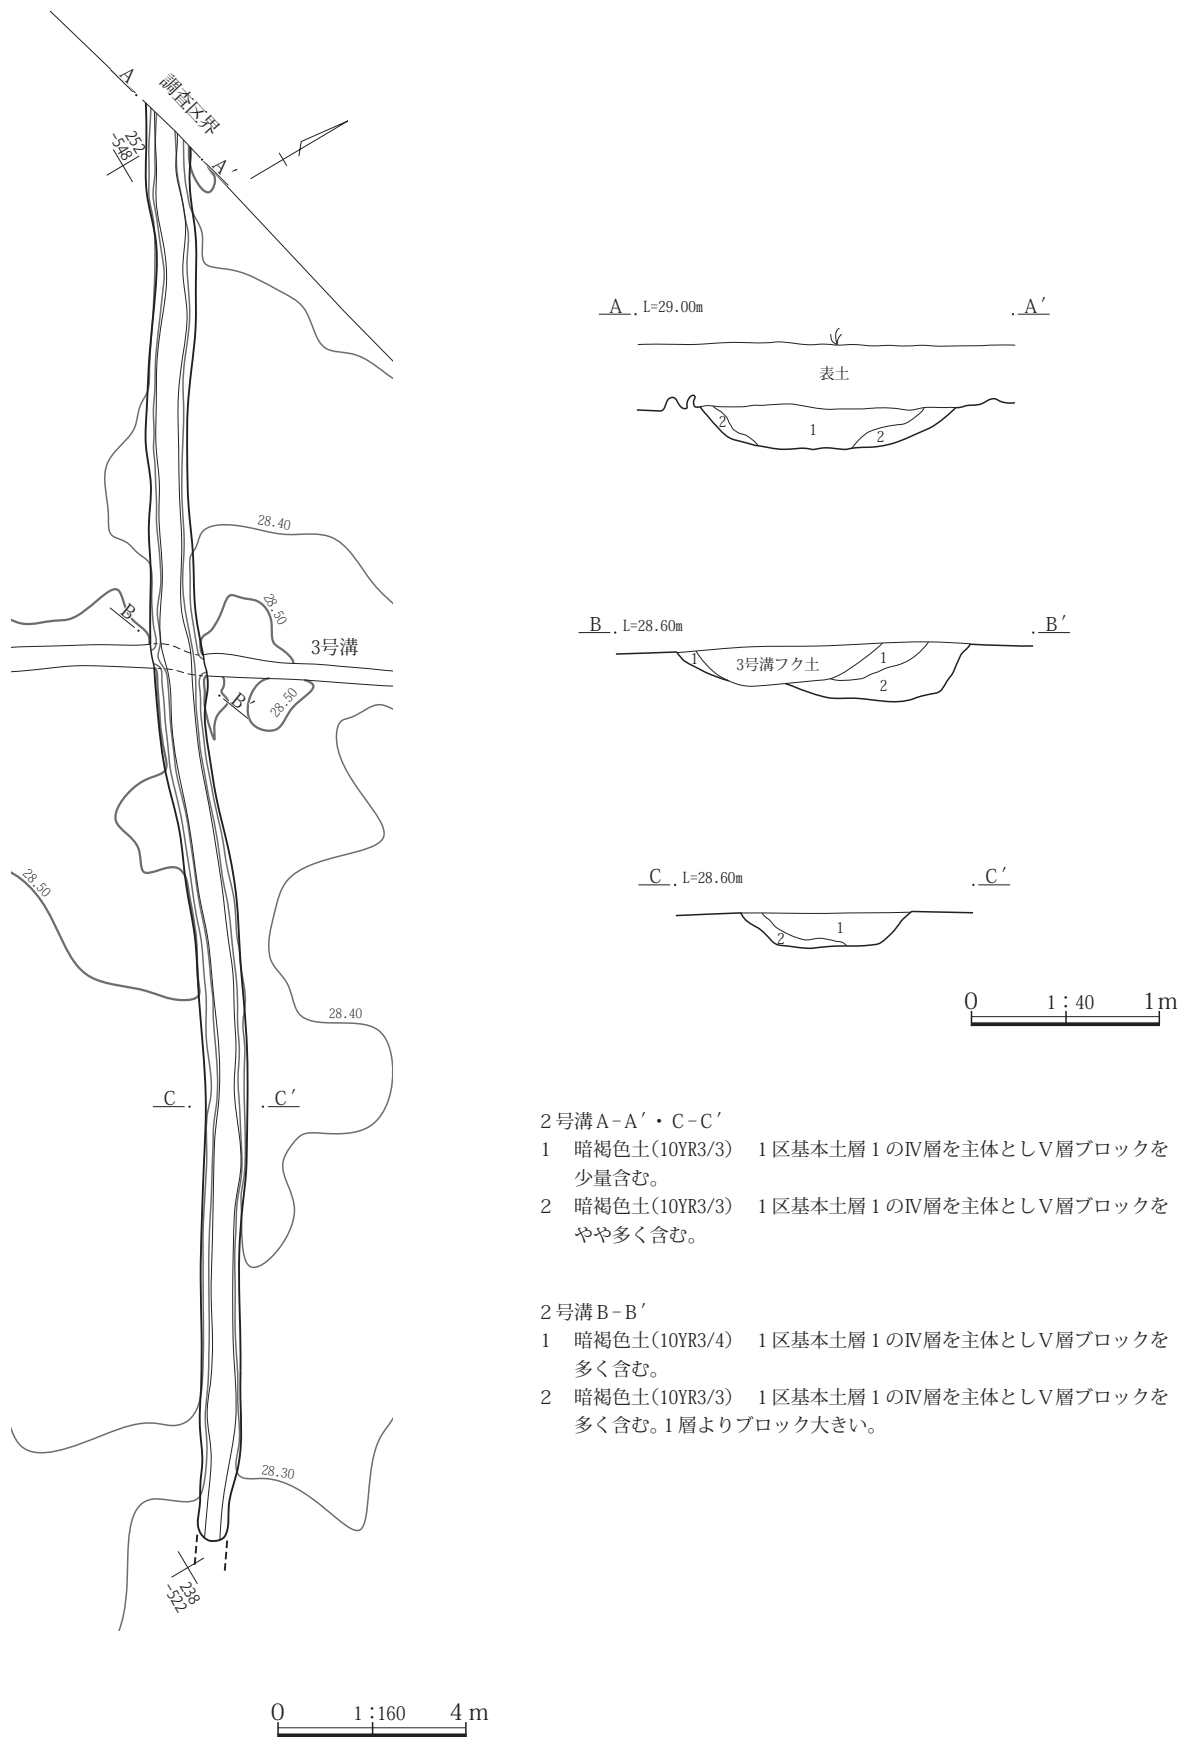 A
調査区界
252
-548
A′
28.40
B
28.50
3号溝
B′
28.50
28.50
28.40
C
C′
28.30
238
-522
0
1:160
4m
A
L=29.00m
A′
表土
2
1
2
B
L=28.60m
B′
1
3号溝フク土
1
2
C
L=28.60m
C′
2
1
0
1:40
1m
2号溝A-A′・C-C′
1 暗褐色土(10YR3/3) 1区基本土層1のⅣ層を主体としⅤ層ブロックを
少量含む。
2 暗褐色土(10YR3/3) 1区基本土層1のⅣ層を主体としⅤ層ブロックを
やや多く含む。
2号溝B-B′
1 暗褐色土(10YR3/4) 1区基本土層1のⅣ層を主体としⅤ層ブロックを
多く含む。
2 暗褐色土(10YR3/3) 1区基本土層1のⅣ層を主体としⅤ層ブロックを
多く含む。1層よりブロック大きい。